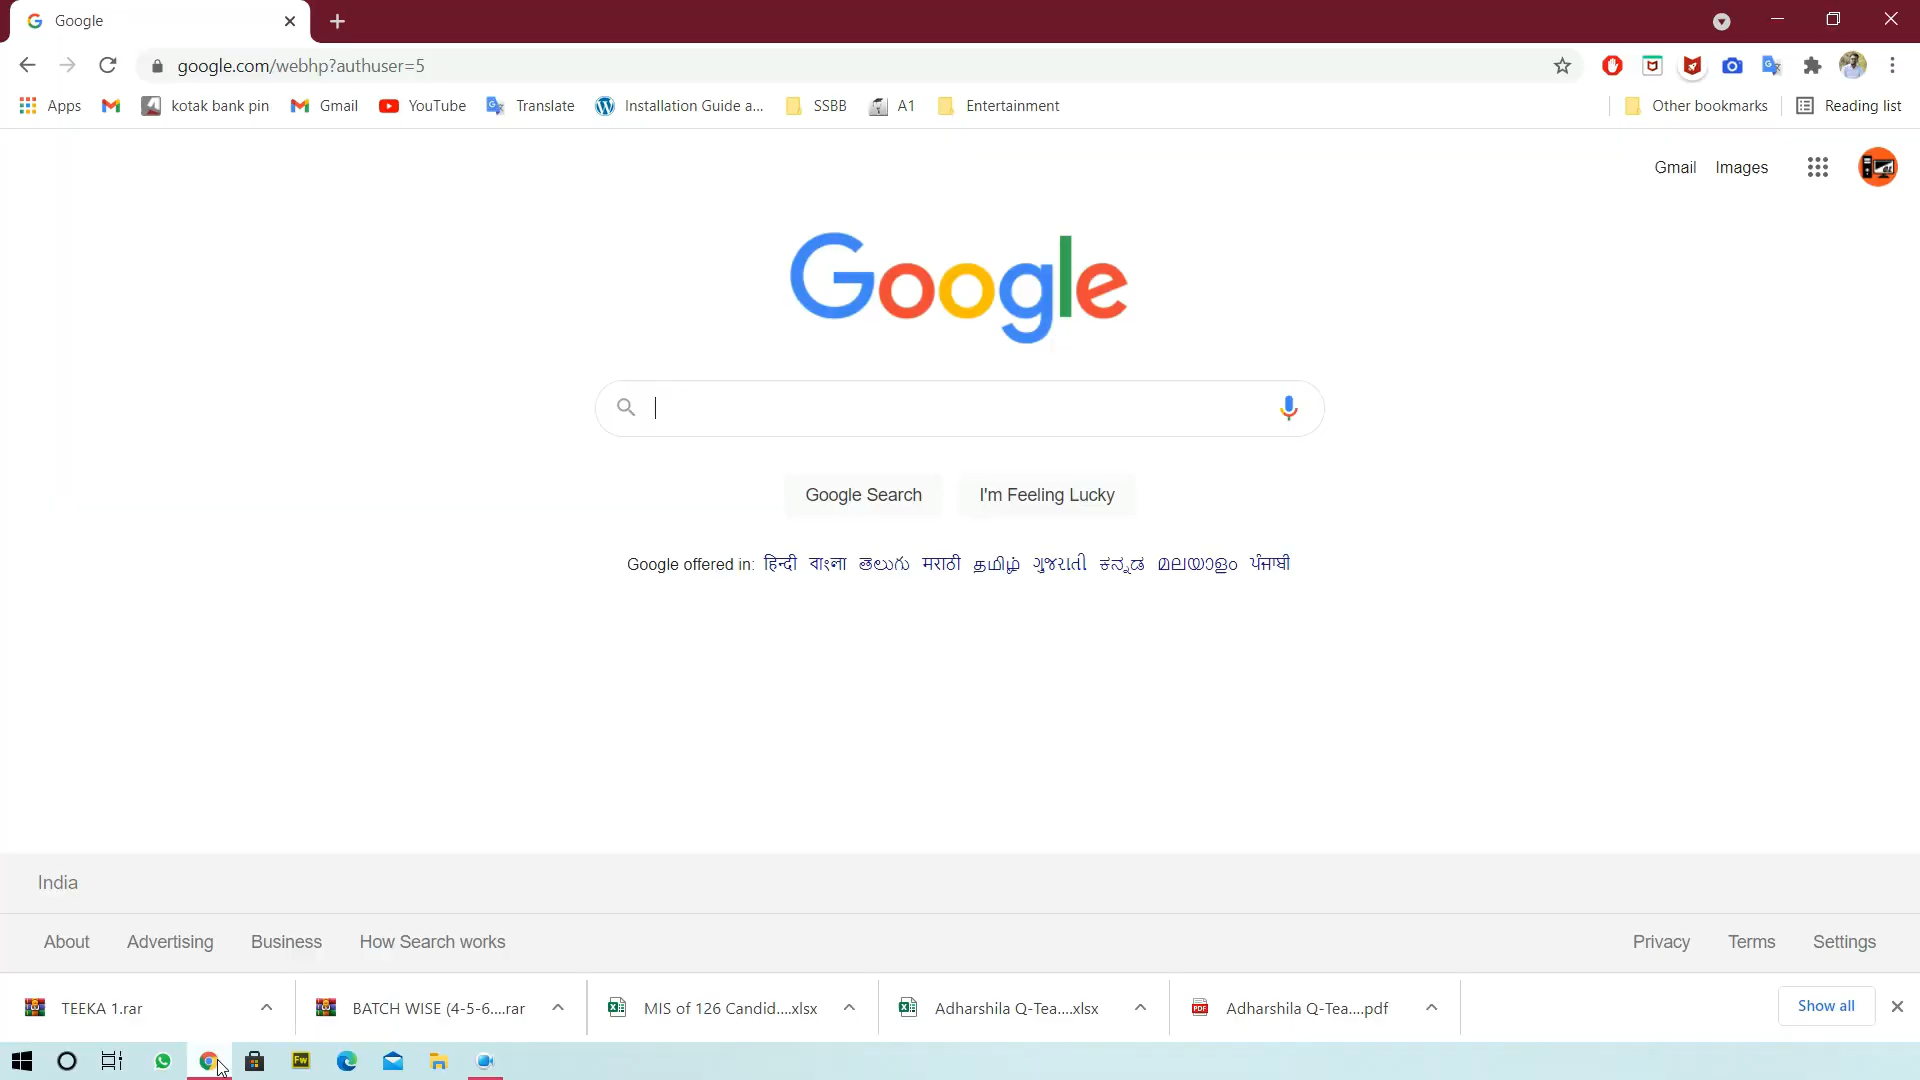 Google
google.com/webhp?authuser=5
Apps kotak bank pin Gmail YouTube Translate Installation Guide a... SSBB A1 Entertainment Other bookmarks Reading list
Gmail Images
Google
Google Search I'm Feeling Lucky
Google offered in: हिन्दी বাংলা తెలుగు मराठी தமிழ் ગુજરાતી ಕನ್ನಡ മലയാളം ਪੰਜਾਬੀ
India
About Advertising Business How Search works Privacy Terms Settings
TEEKA 1.rar BATCH WISE (4-5-6....rar MIS of 126 Candid....xlsx Adharshila Q-Tea....xlsx PDF Adharshila Q-Tea....pdf Show all
Fw